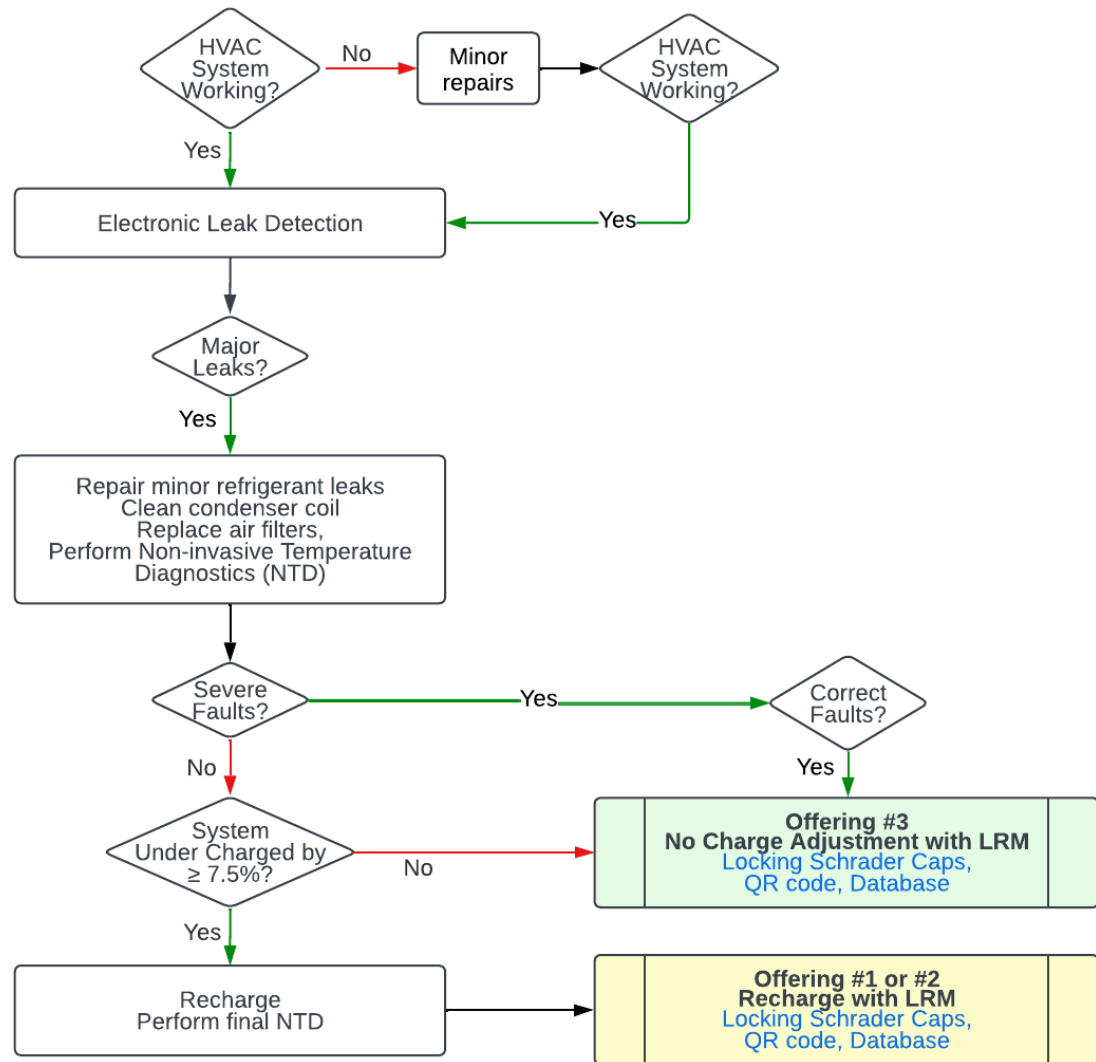 HVAC
System
Working?
No
Minor
repairs
HVAC
System
Working?
Yes
Yes
Electronic Leak Detection
Major
Leaks?
Yes
Repair minor refrigerant leaks
Clean condenser coil
Replace air filters,
Perform Non-invasive Temperature
Diagnostics (NTD)
Severe
Faults?
Yes
Correct
Faults?
No
Yes
System
Under Charged by
≥ 7.5%?
No
Offering #3
No Charge Adjustment with LRM
Locking Schrader Caps,
QR code, Database
Yes
Recharge
Perform final NTD
Offering #1 or #2
Recharge with LRM
Locking Schrader Caps,
QR code, Database